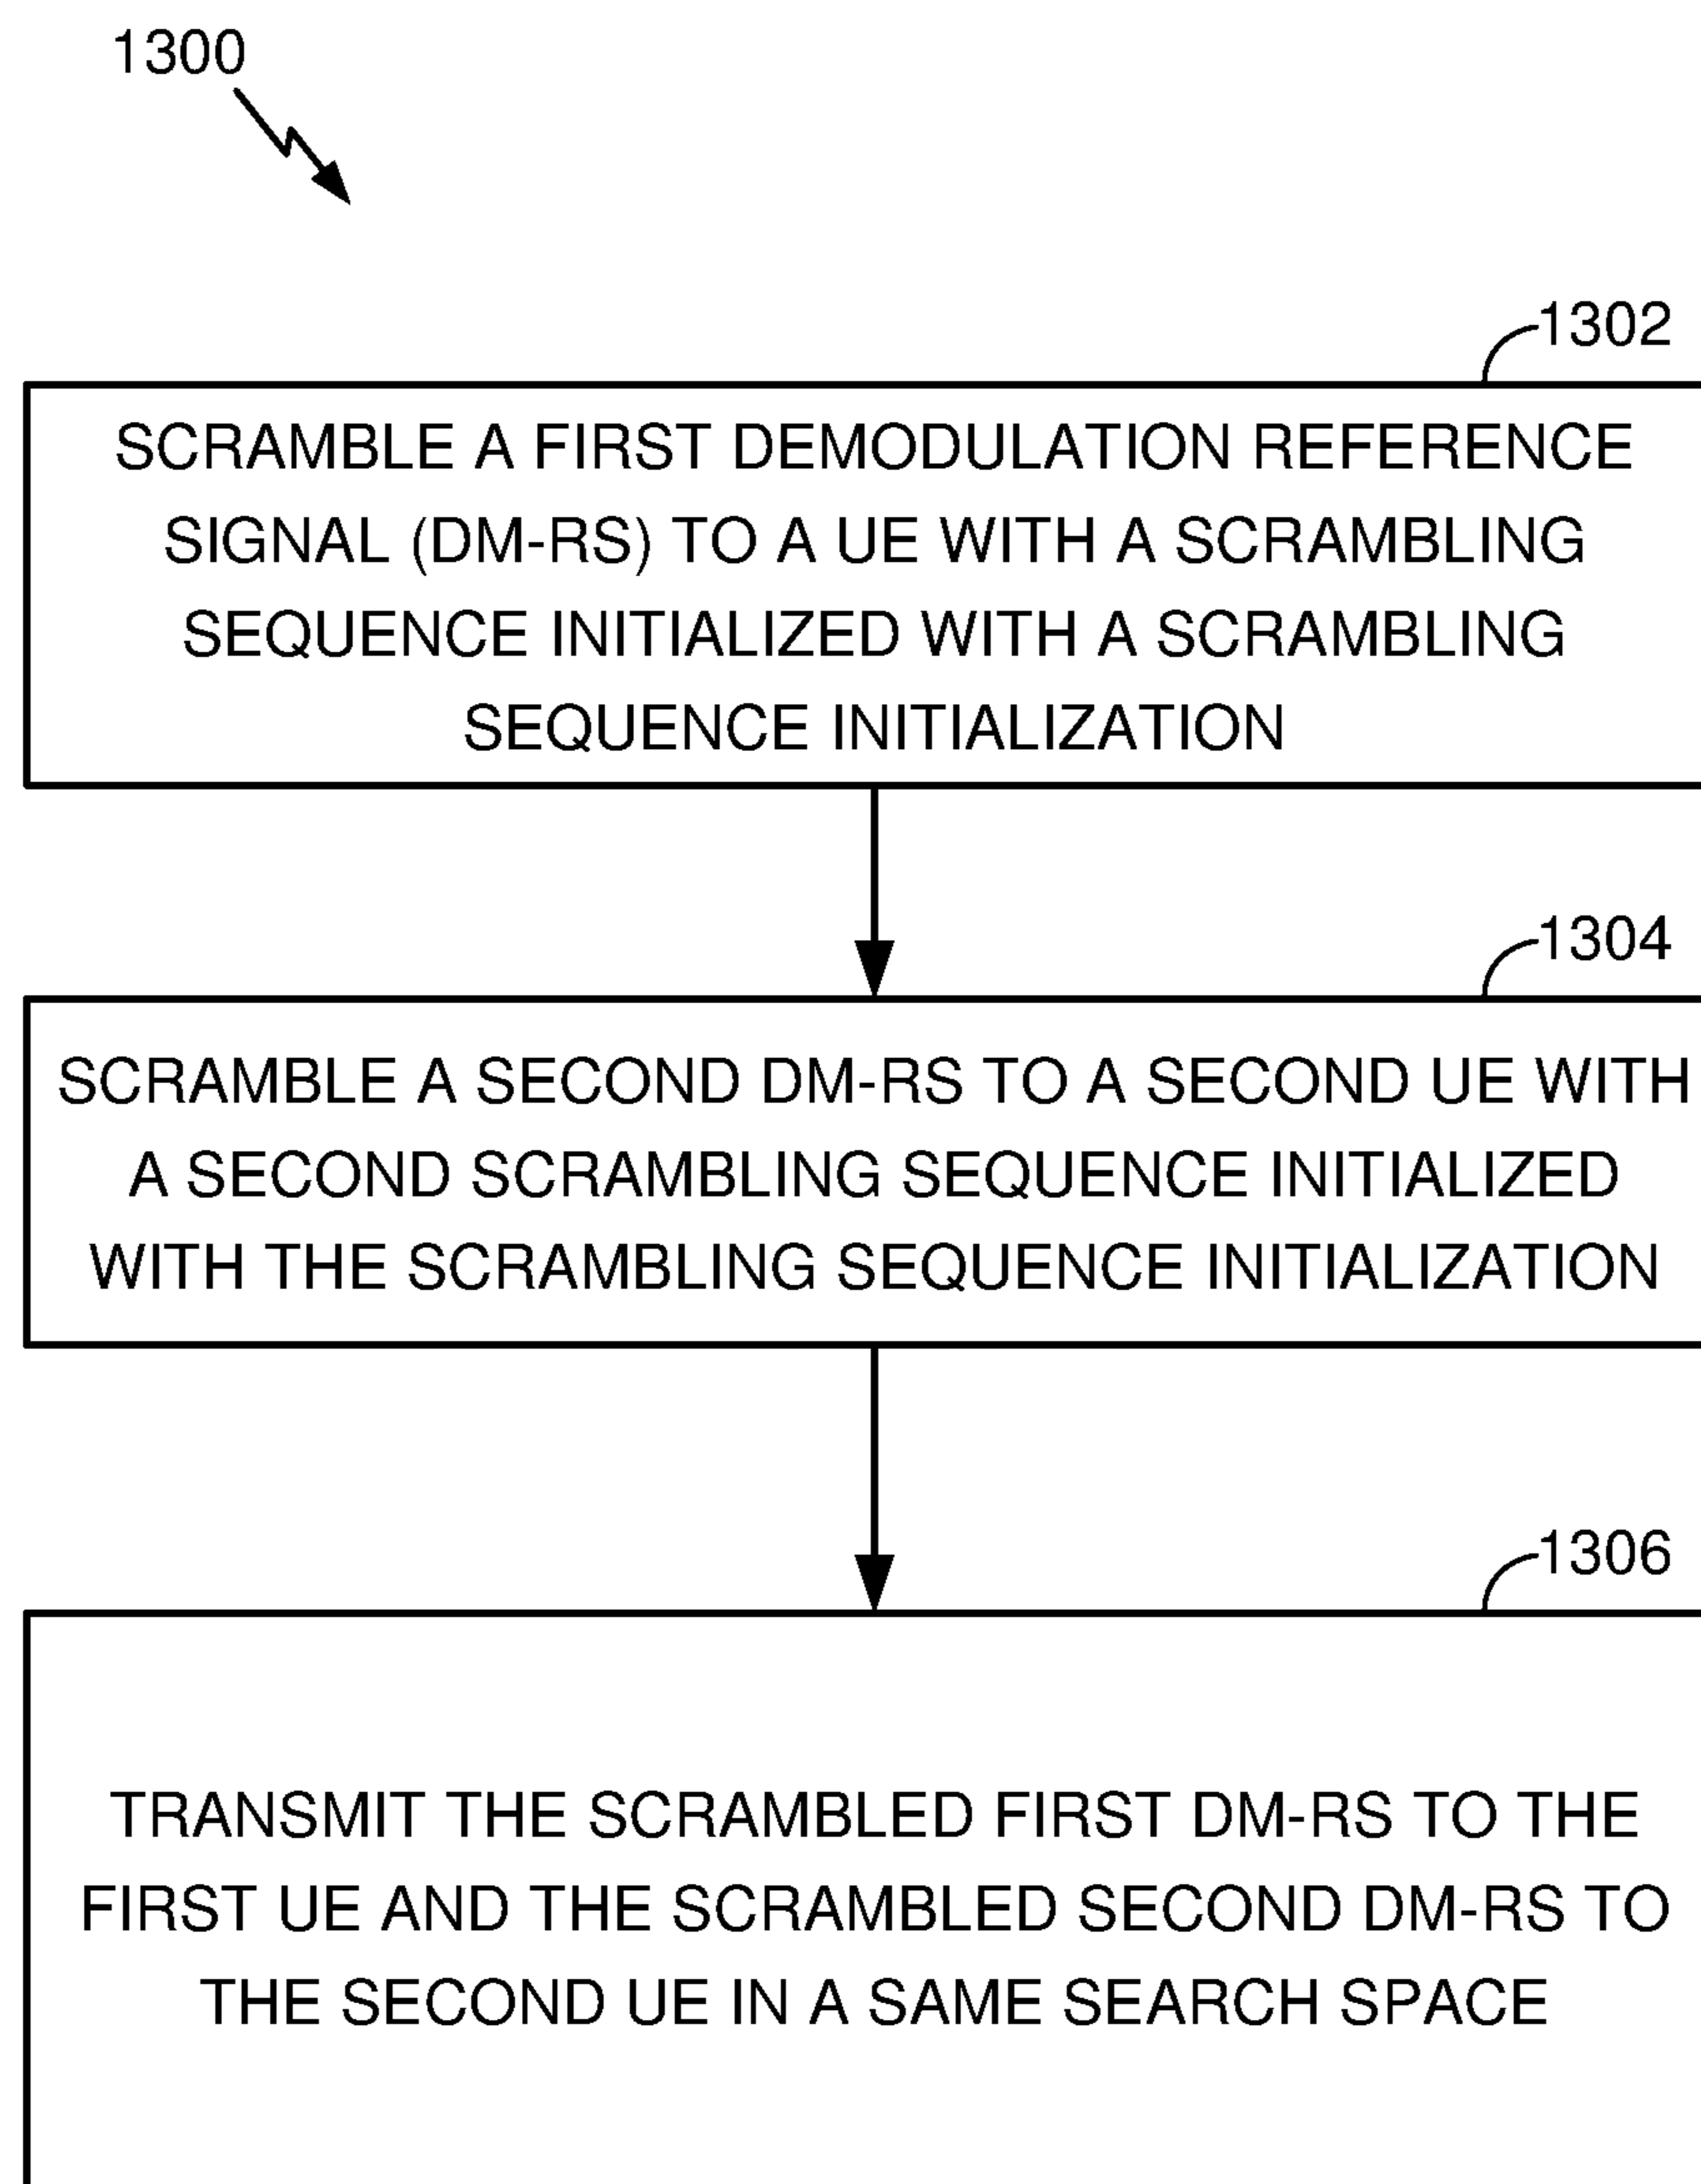 1300
1302
SCRAMBLE A FIRST DEMODULATION REFERENCE
SIGNAL (DM-RS) TO A UE WITH A SCRAMBLING
SEQUENCE INITIALIZED WITH A SCRAMBLING
SEQUENCE INITIALIZATION
1304
SCRAMBLE A SECOND DM-RS TO A SECOND UE WITH
A SECOND SCRAMBLING SEQUENCE INITIALIZED
WITH THE SCRAMBLING SEQUENCE INITIALIZATION
1306
TRANSMIT THE SCRAMBLED FIRST DM-RS TO THE
FIRST UE AND THE SCRAMBLED SECOND DM-RS TO
THE SECOND UE IN A SAME SEARCH SPACE